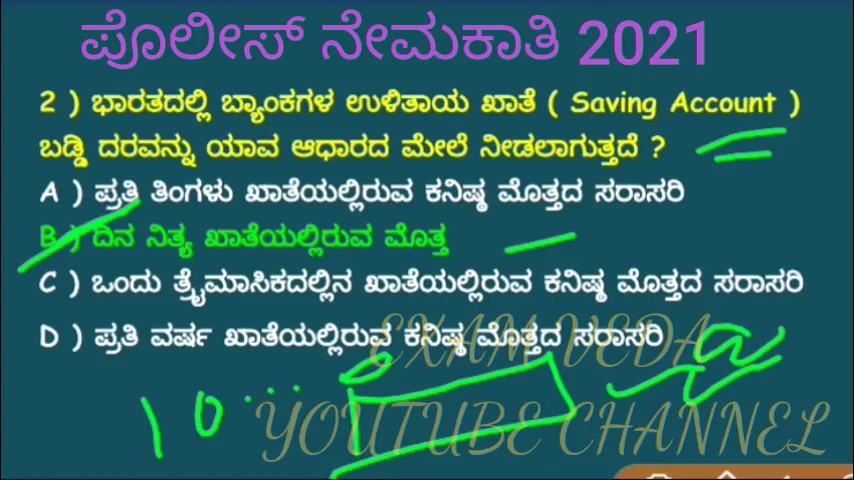 ಪೊಲೀಸ್ ನೇಮಕಾತಿ 2021
2 ) ಭಾರತದಲ್ಲಿ ಬ್ಯಾಂಕಗಳ ಉಳಿತಾಯ ಖಾತೆ ( Saving Account )
ಬಡ್ಡಿ ದರವನ್ನು ಯಾವ ಆಧಾರದ ಮೇಲೆ ನೀಡಲಾಗುತ್ತದೆ ?
A ) ಪ್ರತಿ ತಿಂಗಳು ಖಾತೆಯಲ್ಲಿರುವ ಕನಿಷ್ಠ ಮೊತ್ತದ ಸರಾಸರಿ
B ) ದಿನ ನಿತ್ಯ ಖಾತೆಯಲ್ಲಿರುವ ಮೊತ್ತ
C ) ಒಂದು ತ್ರೈಮಾಸಿಕದಲ್ಲಿನ ಖಾತೆಯಲ್ಲಿರುವ ಕನಿಷ್ಠ ಮೊತ್ತದ ಸರಾಸರಿ
D ) ಪ್ರತಿ ವರ್ಷ ಖಾತೆಯಲ್ಲಿರುವ ಕನಿಷ್ಠ ಮೊತ್ತದ ಸರಾಸರಿ
EXAM VEDA
YOUTUBE CHANNEL
10